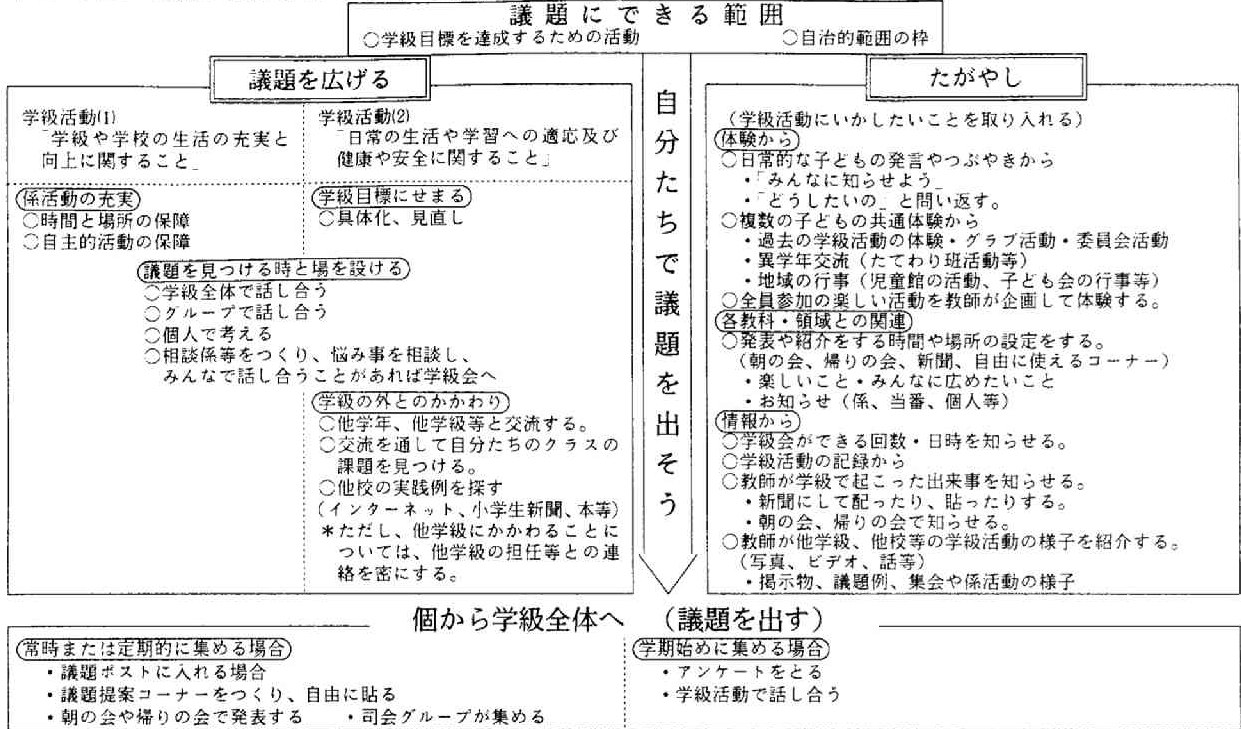 議題にできる範囲
○学級目標を達成するための活動　○自治的範囲の枠
議題を広げる
学級活動(1)
「学級や学校の生活の充実と
向上に関すること」
学級活動(2)
「日常の生活や学習への適応及び
健康や安全に関すること」
係活動の充実
○時間と場所の保障
○自主的活動の保障
学級目標にせまる
○具体化、見直し
議題を見つける時と場を設ける
○学級全体で話し合う
○グループで話し合う
○個人で考える
○相談係等をつくり、悩み事を相談し、
みんなで話し合うことがあれば学級会へ
学級の外とのかかわり
○他学年、他学級等と交流する。
○交流を通して自分たちのクラスの
課題を見つける。
○他校の実践例を探す
(インターネット、小学生新聞、本等)
＊ただし、他学級にかかわることに
ついては、他学級の担任等との連
絡を密にする。
自分たちで議題を出そう
たがやし
(学級活動にいかしたいことを取り入れる)
体験から
○日常的な子どもの発言やつぶやきから
・「みんなに知らせよう」
・「どうしたいの」と問い返す。
○複数の子どもの共通体験から
・過去の学級活動の体験・グラブ活動・委員会活動
・異学年交流(たてわり班活動等)
・地域の行事(児童館の活動、子ども会の行事等)
○全員参加の楽しい活動を教師が企画して体験する。
各教科・領域との関連
○発表や紹介をする時間や場所の設定をする。
(朝の会、帰りの会、新聞、自由に使えるコーナー)
・楽しいこと・みんなに広めたいこと
・お知らせ(係、当番、個人等)
情報から
○学級会ができる回数・日時を知らせる。
○学級活動の記録から
○教師が学級で起こった出来事を知らせる。
・新聞にして配ったり、貼ったりする。
・朝の会、帰りの会で知らせる。
○教師が他学級、他校等の学級活動の様子を紹介する。
(写真、ビデオ、話等)
・掲示物、議題例、集会や係活動の様子
個から学級全体へ　(議題を出す)
常時または定期的に集める場合
・議題ポストに入れる場合
・議題提案コーナーをつくり、自由に貼る
・朝の会や帰りの会で発表する　・司会グループが集める
学期始めに集める場合
・アンケートをとる
・学級活動で話し合う